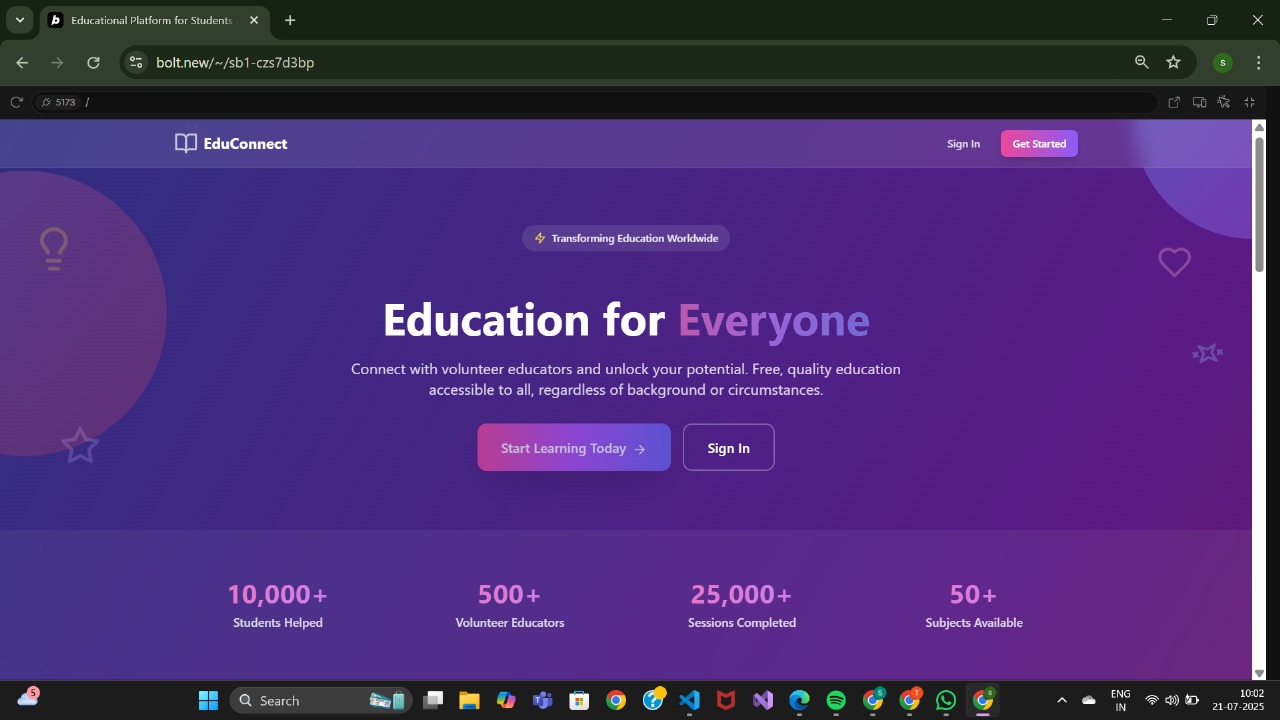 Educational Platform for Students
bolt.new/~/sb1-czs7d3bp
S
5173 /
EduConnect
Sign In
Get Started
Transforming Education Worldwide
Education for Everyone
Connect with volunteer educators and unlock your potential. Free, quality education
accessible to all, regardless of background or circumstances.
Start Learning Today →
Sign In
10,000+ 500+ 25,000+ 50+
Students Helped Volunteer Educators Sessions Completed Subjects Available
5
Search
ENG
IN
10:02
21-07-2025